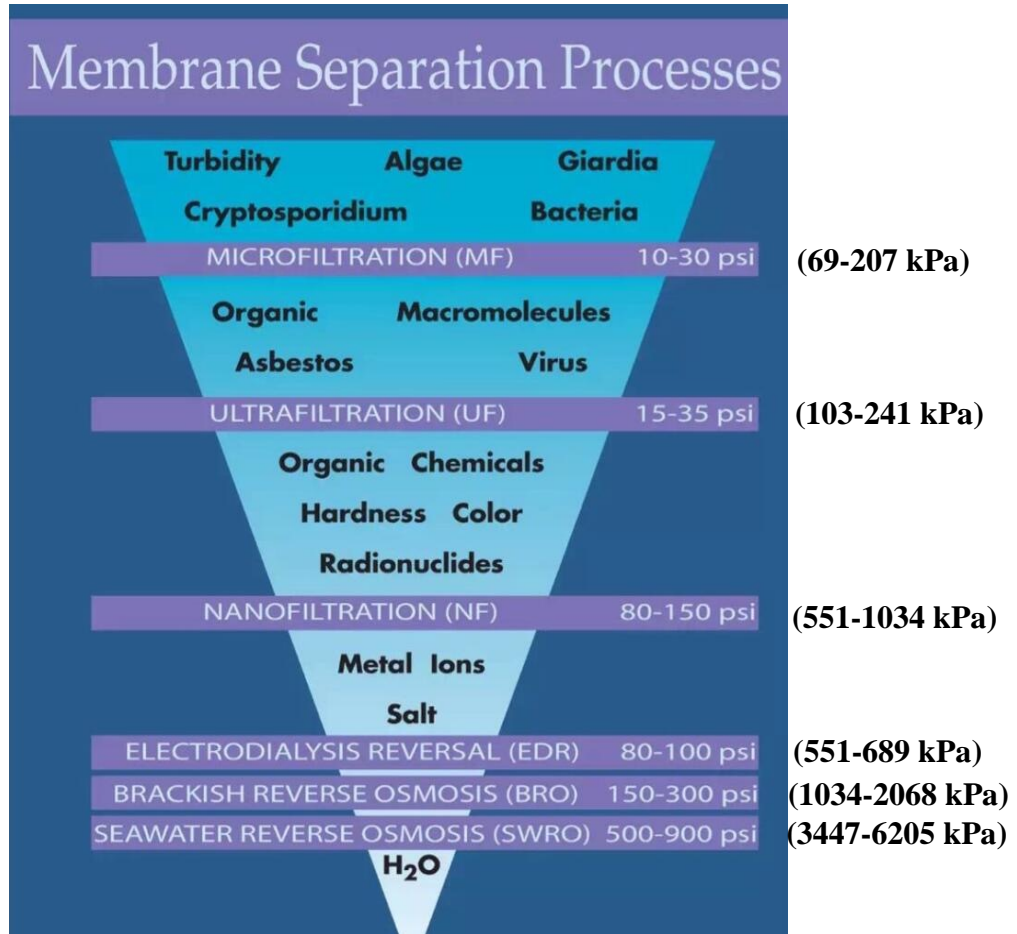 Membrane Separation Processes
Turbidity Algae Giardia
Cryptosporidium Bacteria
MICROFILTRATION (MF) 10-30 psi (69-207 kPa)
Organic Macromolecules
Asbestos Virus
ULTRAFILTRATION (UF) 15-35 psi (103-241 kPa)
Organic Chemicals
Hardness Color
Radionuclides
NANOFILTRATION (NF) 80-150 psi (551-1034 kPa)
Metal Ions
Salt
ELECTRODIALYSIS REVERSAL (EDR) 80-100 psi (551-689 kPa)
BRACKISH REVERSE OSMOSIS (BRO) 150-300 psi (1034-2068 kPa)
SEAWATER REVERSE OSMOSIS (SWRO) 500-900 psi (3447-6205 kPa)
H₂O